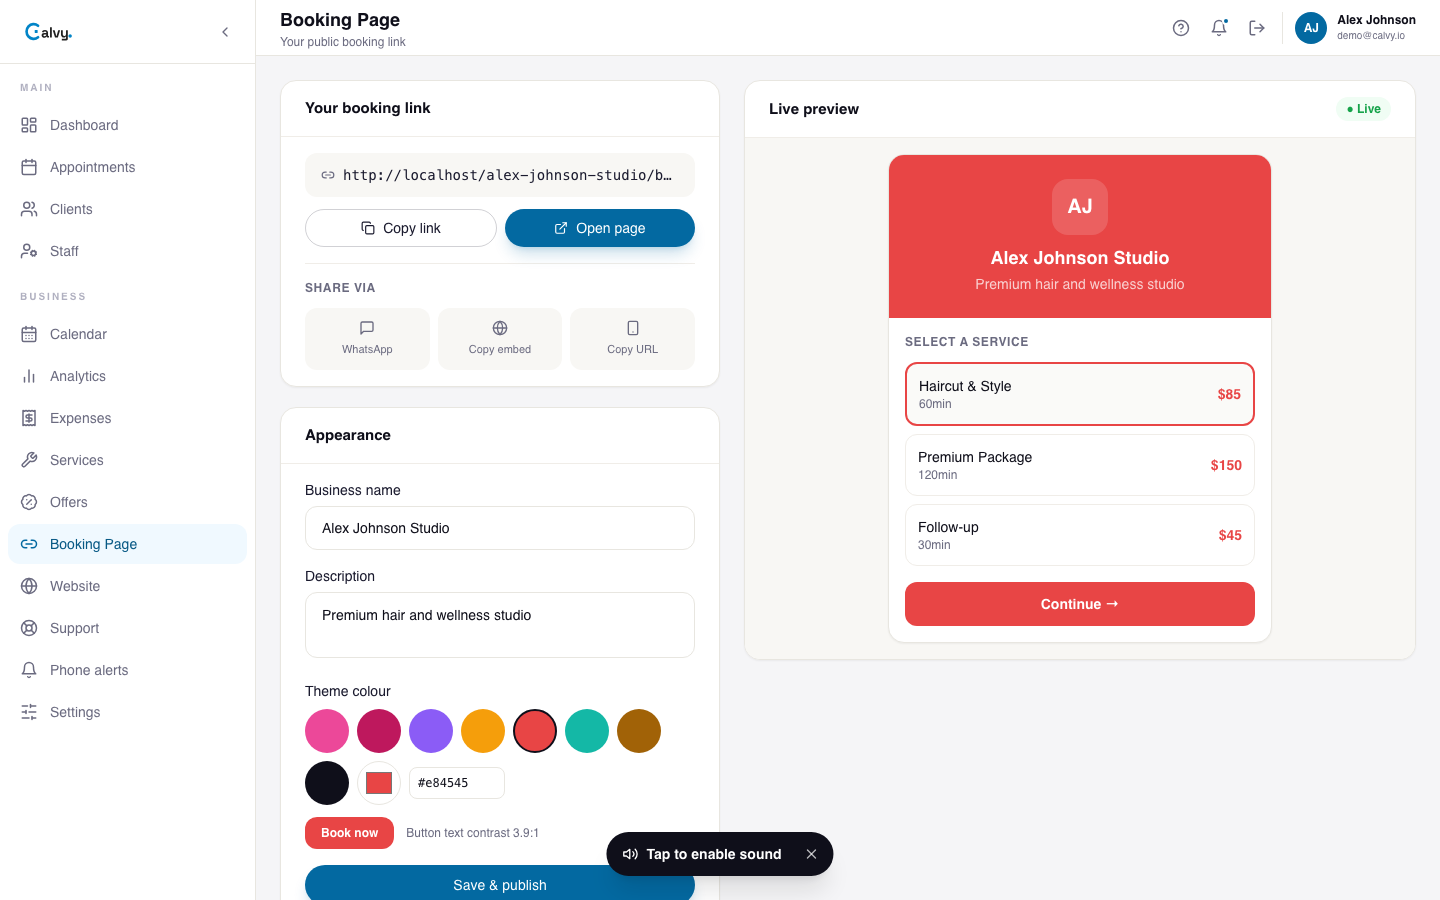 Calvy.
MAIN
Dashboard
Appointments
Clients
Staff
BUSINESS
Calendar
Analytics
Expenses
Services
Offers
Booking Page
Website
Support
Phone alerts
Settings
Booking Page
Your public booking link
AJ
Alex Johnson
demo@calvy.io
Your booking link
http://localhost/alex-johnson-studio/b…
Copy link
Open page
SHARE VIA
WhatsApp
Copy embed
Copy URL
Appearance
Business name
Alex Johnson Studio
Description
Premium hair and wellness studio
Theme colour
#e84545
Book now
Button text contrast 3.9:1
Save & publish
Live preview
Live
AJ
Alex Johnson Studio
Premium hair and wellness studio
SELECT A SERVICE
Haircut & Style
60min
$85
Premium Package
120min
$150
Follow-up
30min
$45
Continue →
Tap to enable sound